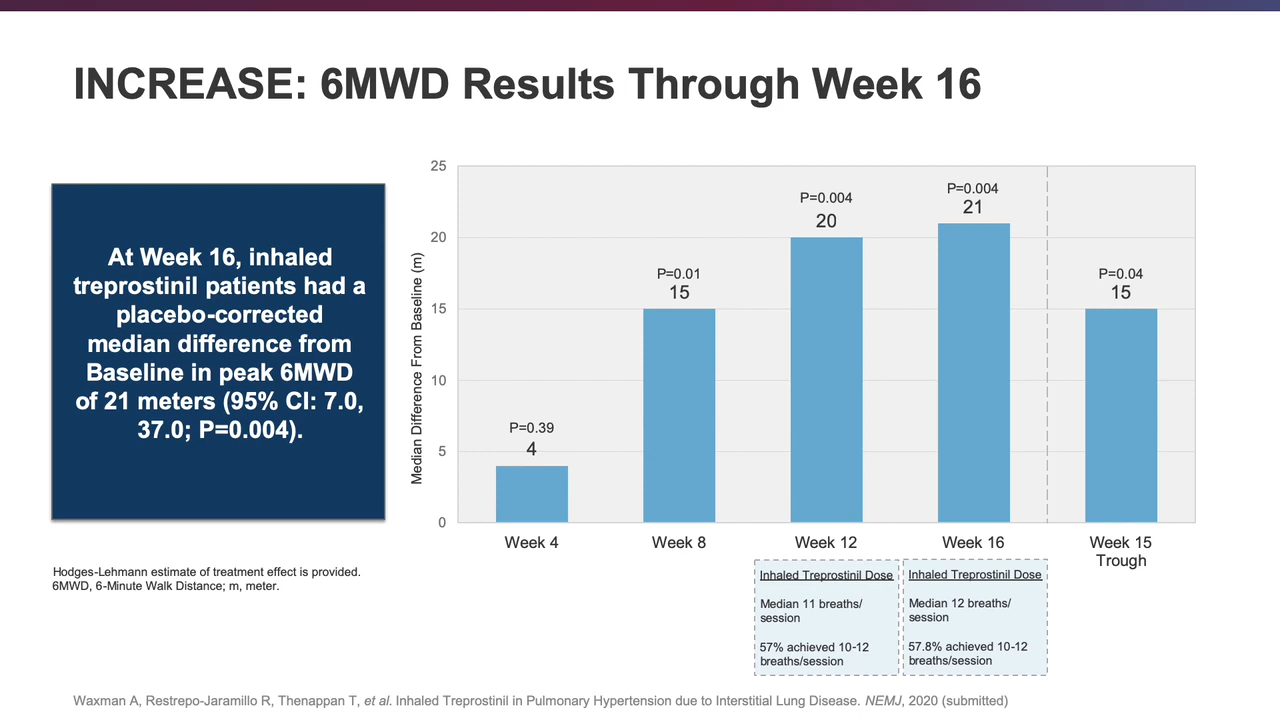 INCREASE: 6MWD Results Through Week 16
At Week 16, inhaled
treprostinil patients had a
placebo-corrected
median difference from
Baseline in peak 6MWD
of 21 meters (95% CI: 7.0,
37.0; P=0.004).
Hodges-Lehmann estimate of treatment effect is provided.
6MWD, 6-Minute Walk Distance; m, meter.
Median Difference From Baseline (m)
25
20
15
10
5
0
P=0.39
4
P=0.01
15
P=0.004
20
P=0.004
21
P=0.04
15
Week 4
Week 8
Week 12
Week 16
Week 15
Trough
Inhaled Treprostinil Dose
Median 11 breaths/
session
57% achieved 10-12
breaths/session
Inhaled Treprostinil Dose
Median 12 breaths/
session
57.8% achieved 10-12
breaths/session
Waxman A, Restrepo-Jaramillo R, Thenappan T, et al. Inhaled Treprostinil in Pulmonary Hypertension due to Interstitial Lung Disease. NEMJ, 2020 (submitted)